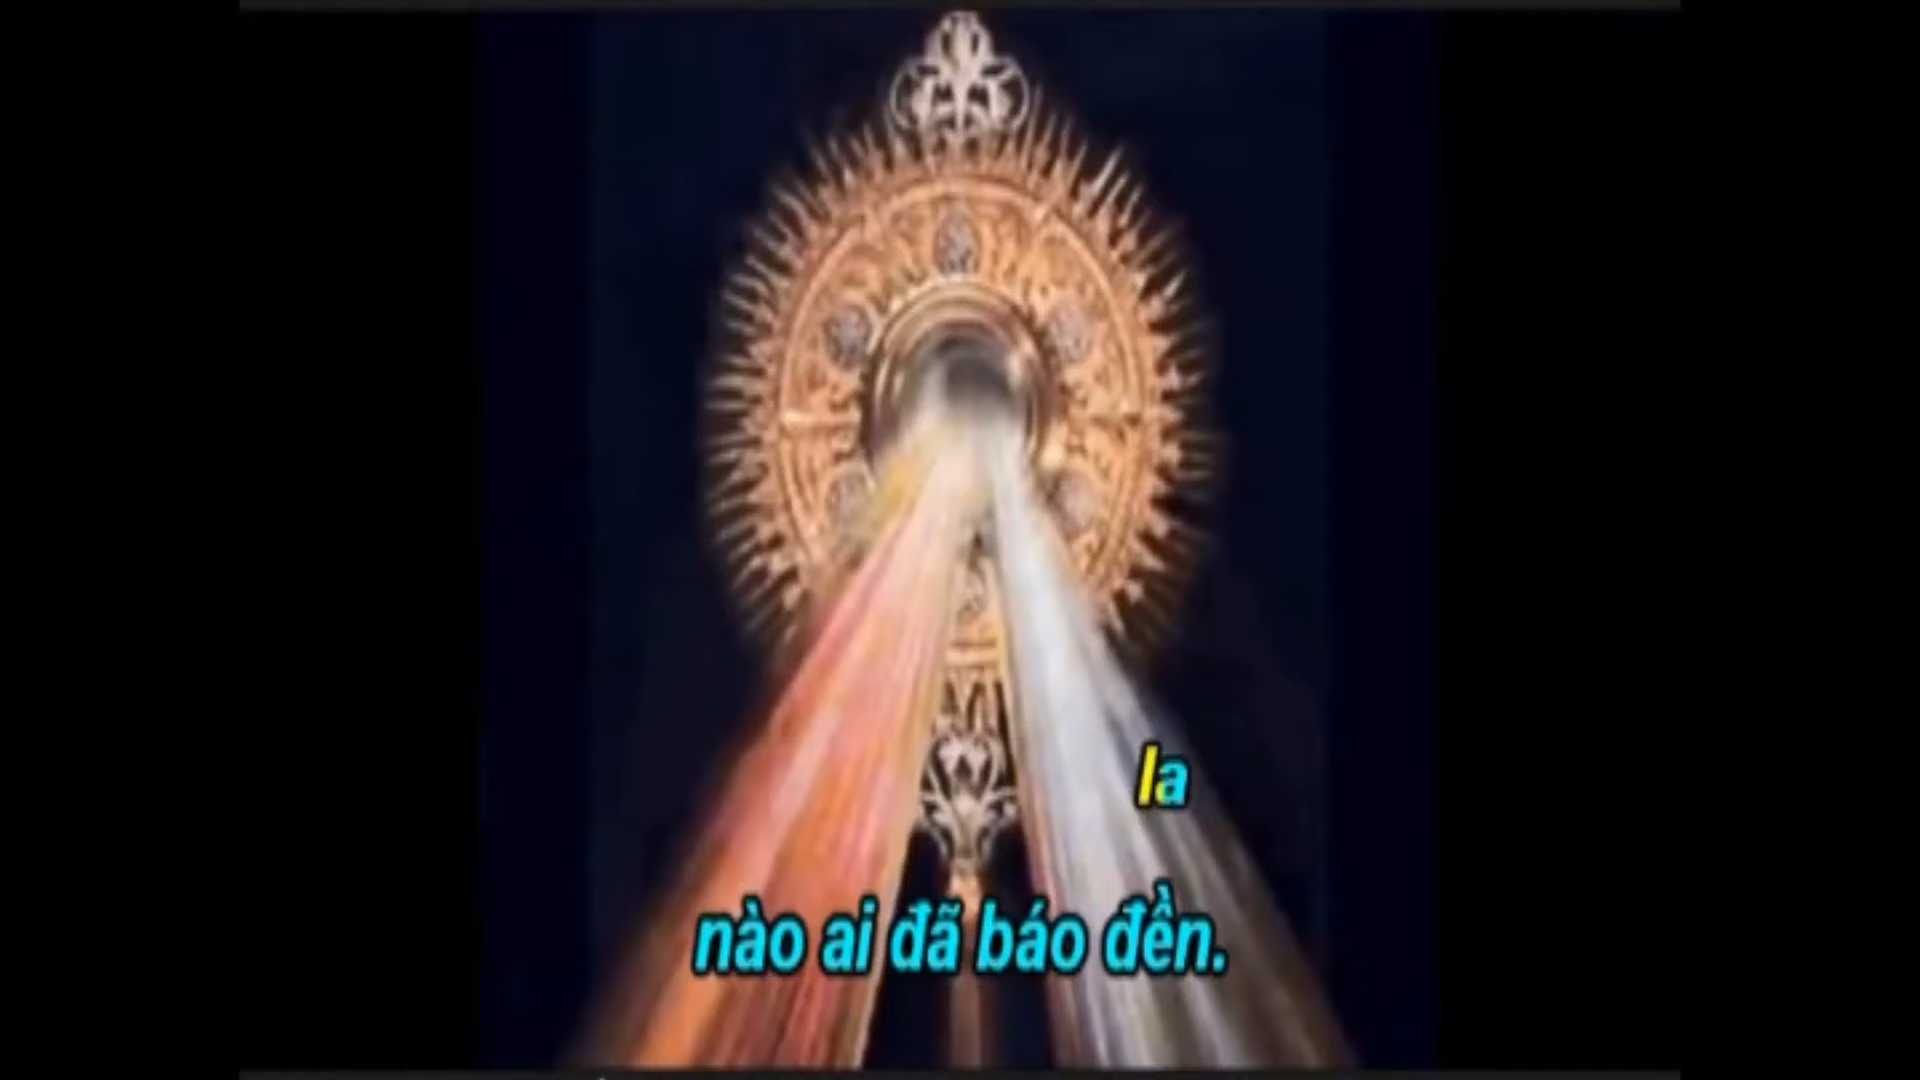 la
nào ai đã báo đền.